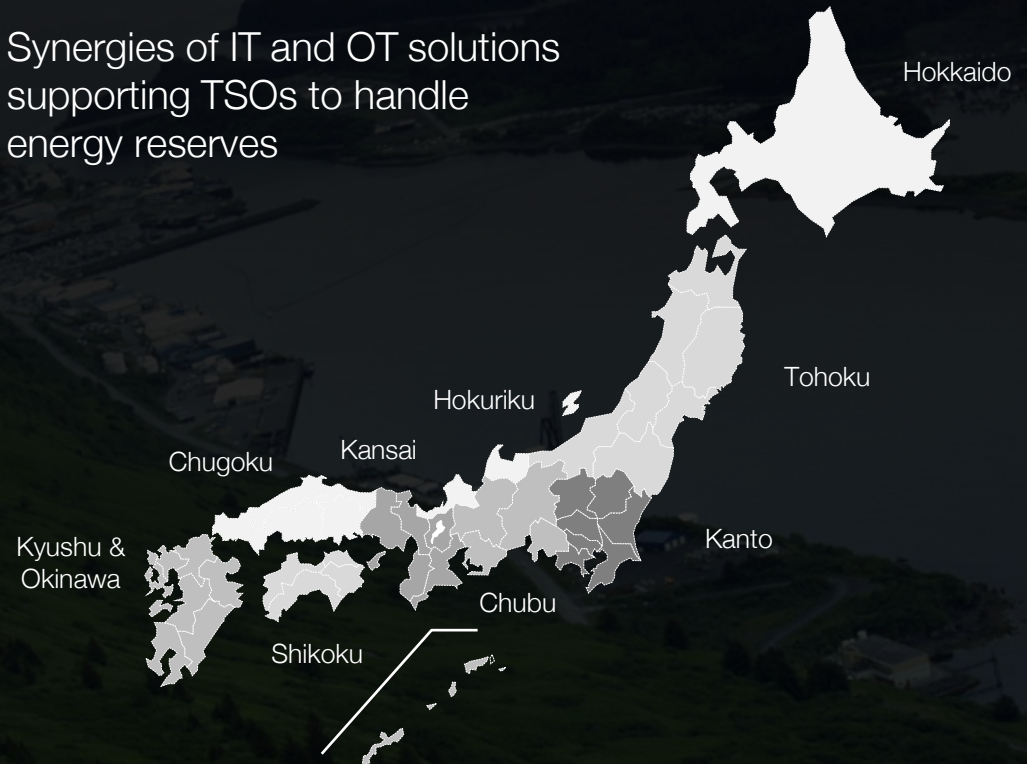 Synergies of IT and OT solutions
supporting TSOs to handle
energy reserves
Hokkaido
Tohoku
Hokuriku
Kansai
Chugoku
Kanto
Kyushu &
Okinawa
Chubu
Shikoku